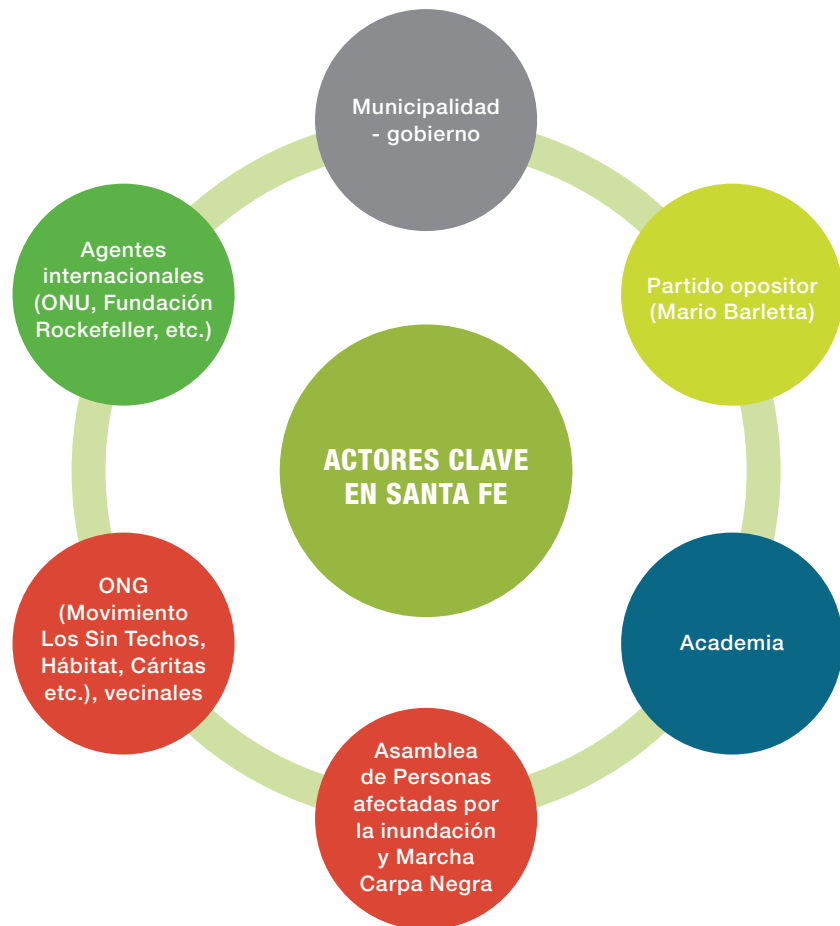 Municipalidad
- gobierno
Partido opositor
(Mario Barletta)
Academia
Asamblea
de Personas
afectadas por
la inundación
y Marcha
Carpa Negra
ONG
(Movimiento
Los Sin Techos,
Hábitat, Cáritas
etc.), vecinales
Agentes
internacionales
(ONU, Fundación
Rockefeller, etc.)
ACTORES CLAVE
EN SANTA FE